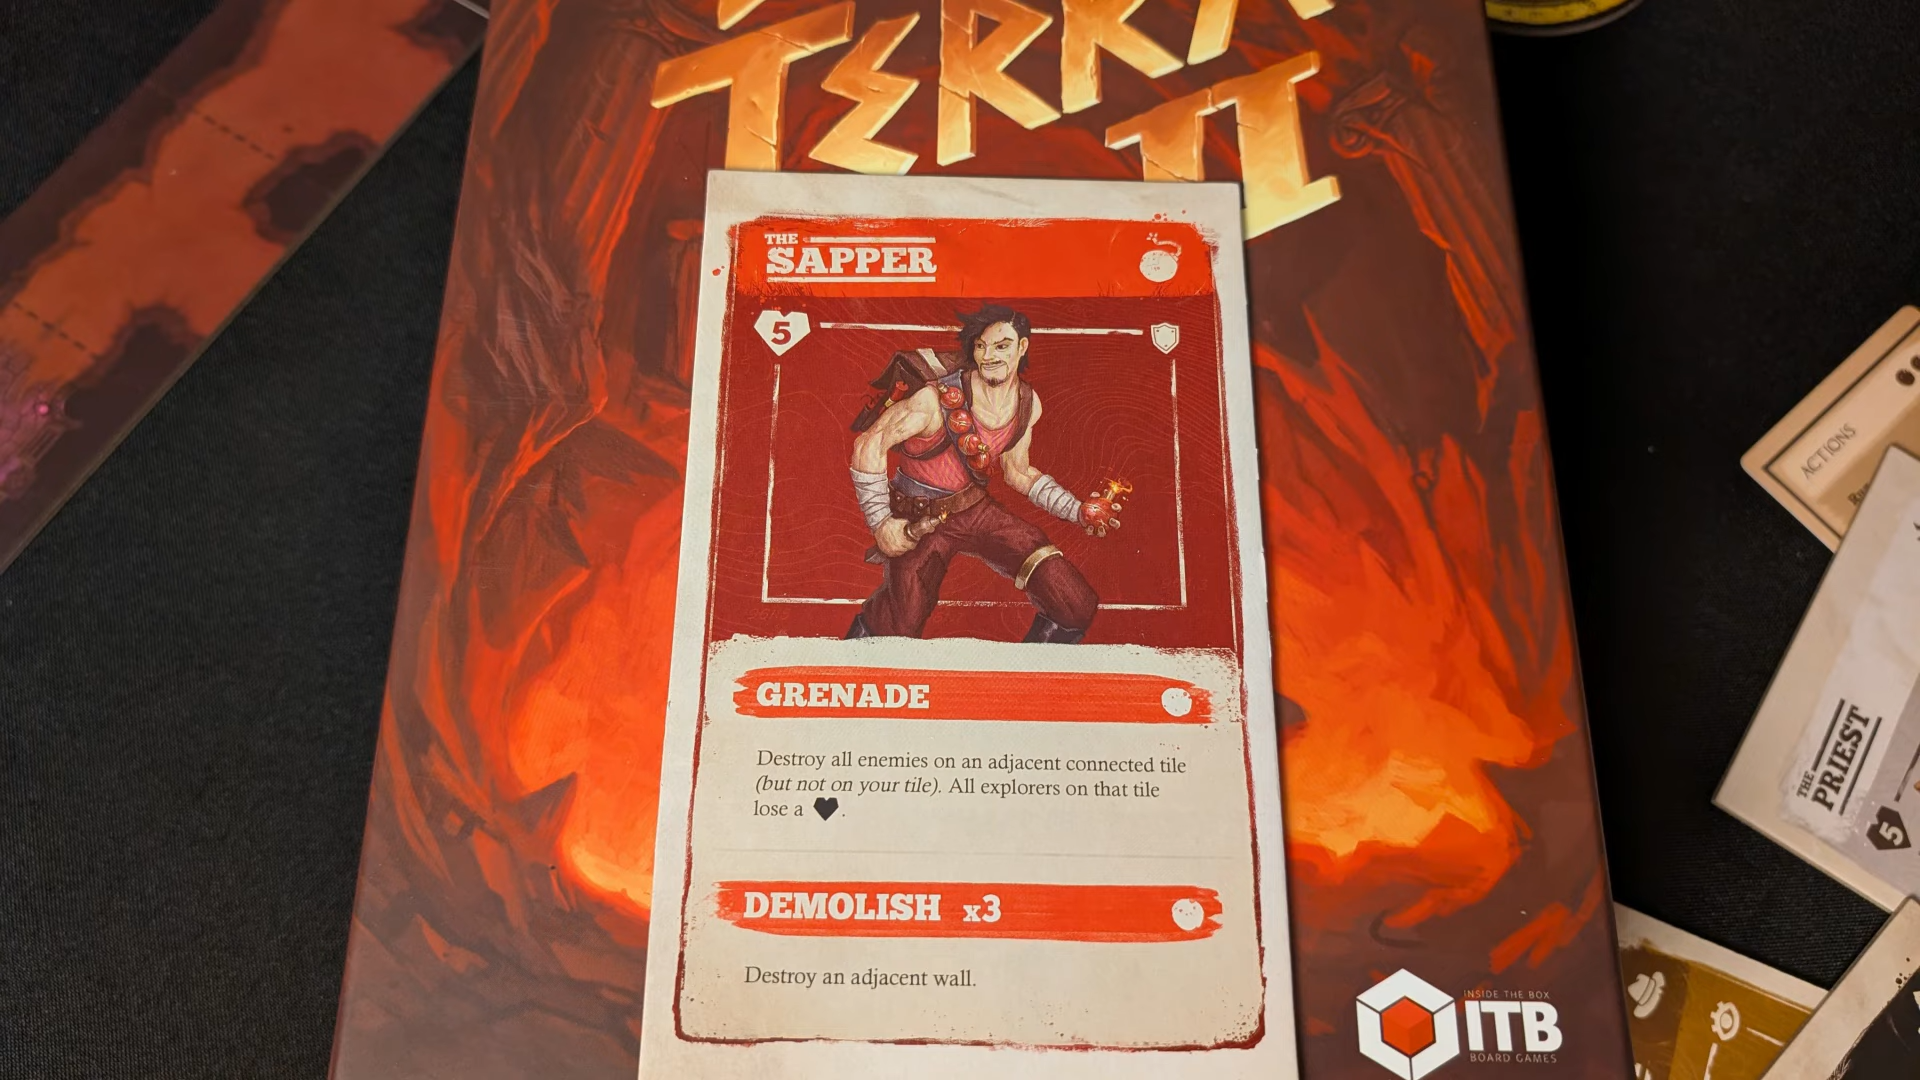 TERRA
II
THE
SAPPER
5
GRENADE
Destroy all enemies on an adjacent connected tile
(but not on your tile). All explorers on that tile
lose a .
DEMOLISH x3
Destroy an adjacent wall.
INSIDE THE BOX
ITB
BOARD GAMES
ACTIONS
THE
PRIEST
5